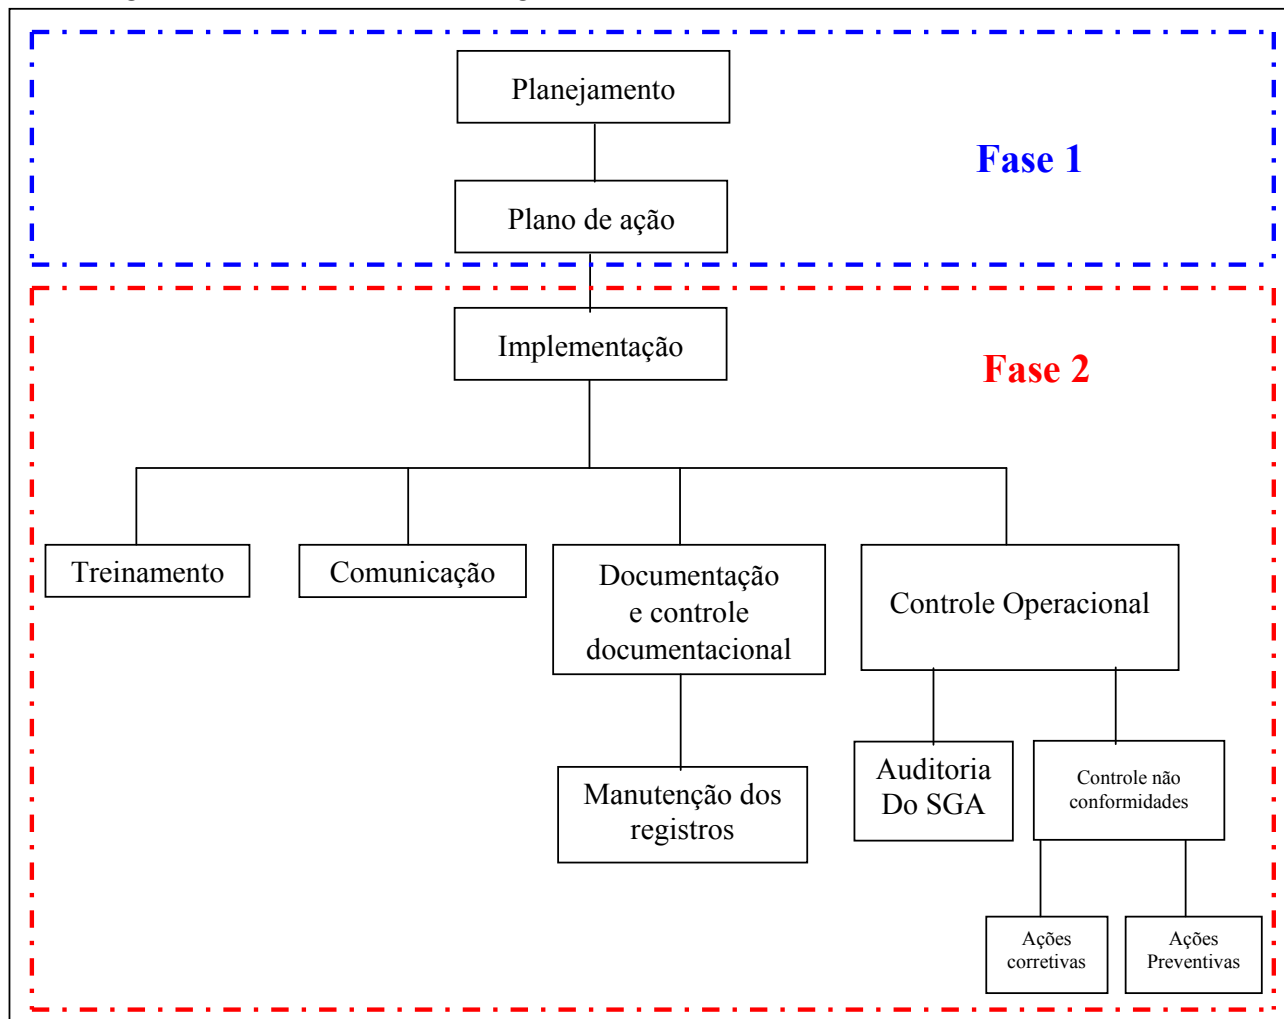 Planejamento
Fase 1
Plano de ação
Implementação
Fase 2
Treinamento
Comunicação
Documentação
e controle
documentacional
Controle Operacional
Manutenção dos
registros
Auditoria
Do SGA
Controle não
conformidades
Ações
corretivas
Ações
Preventivas